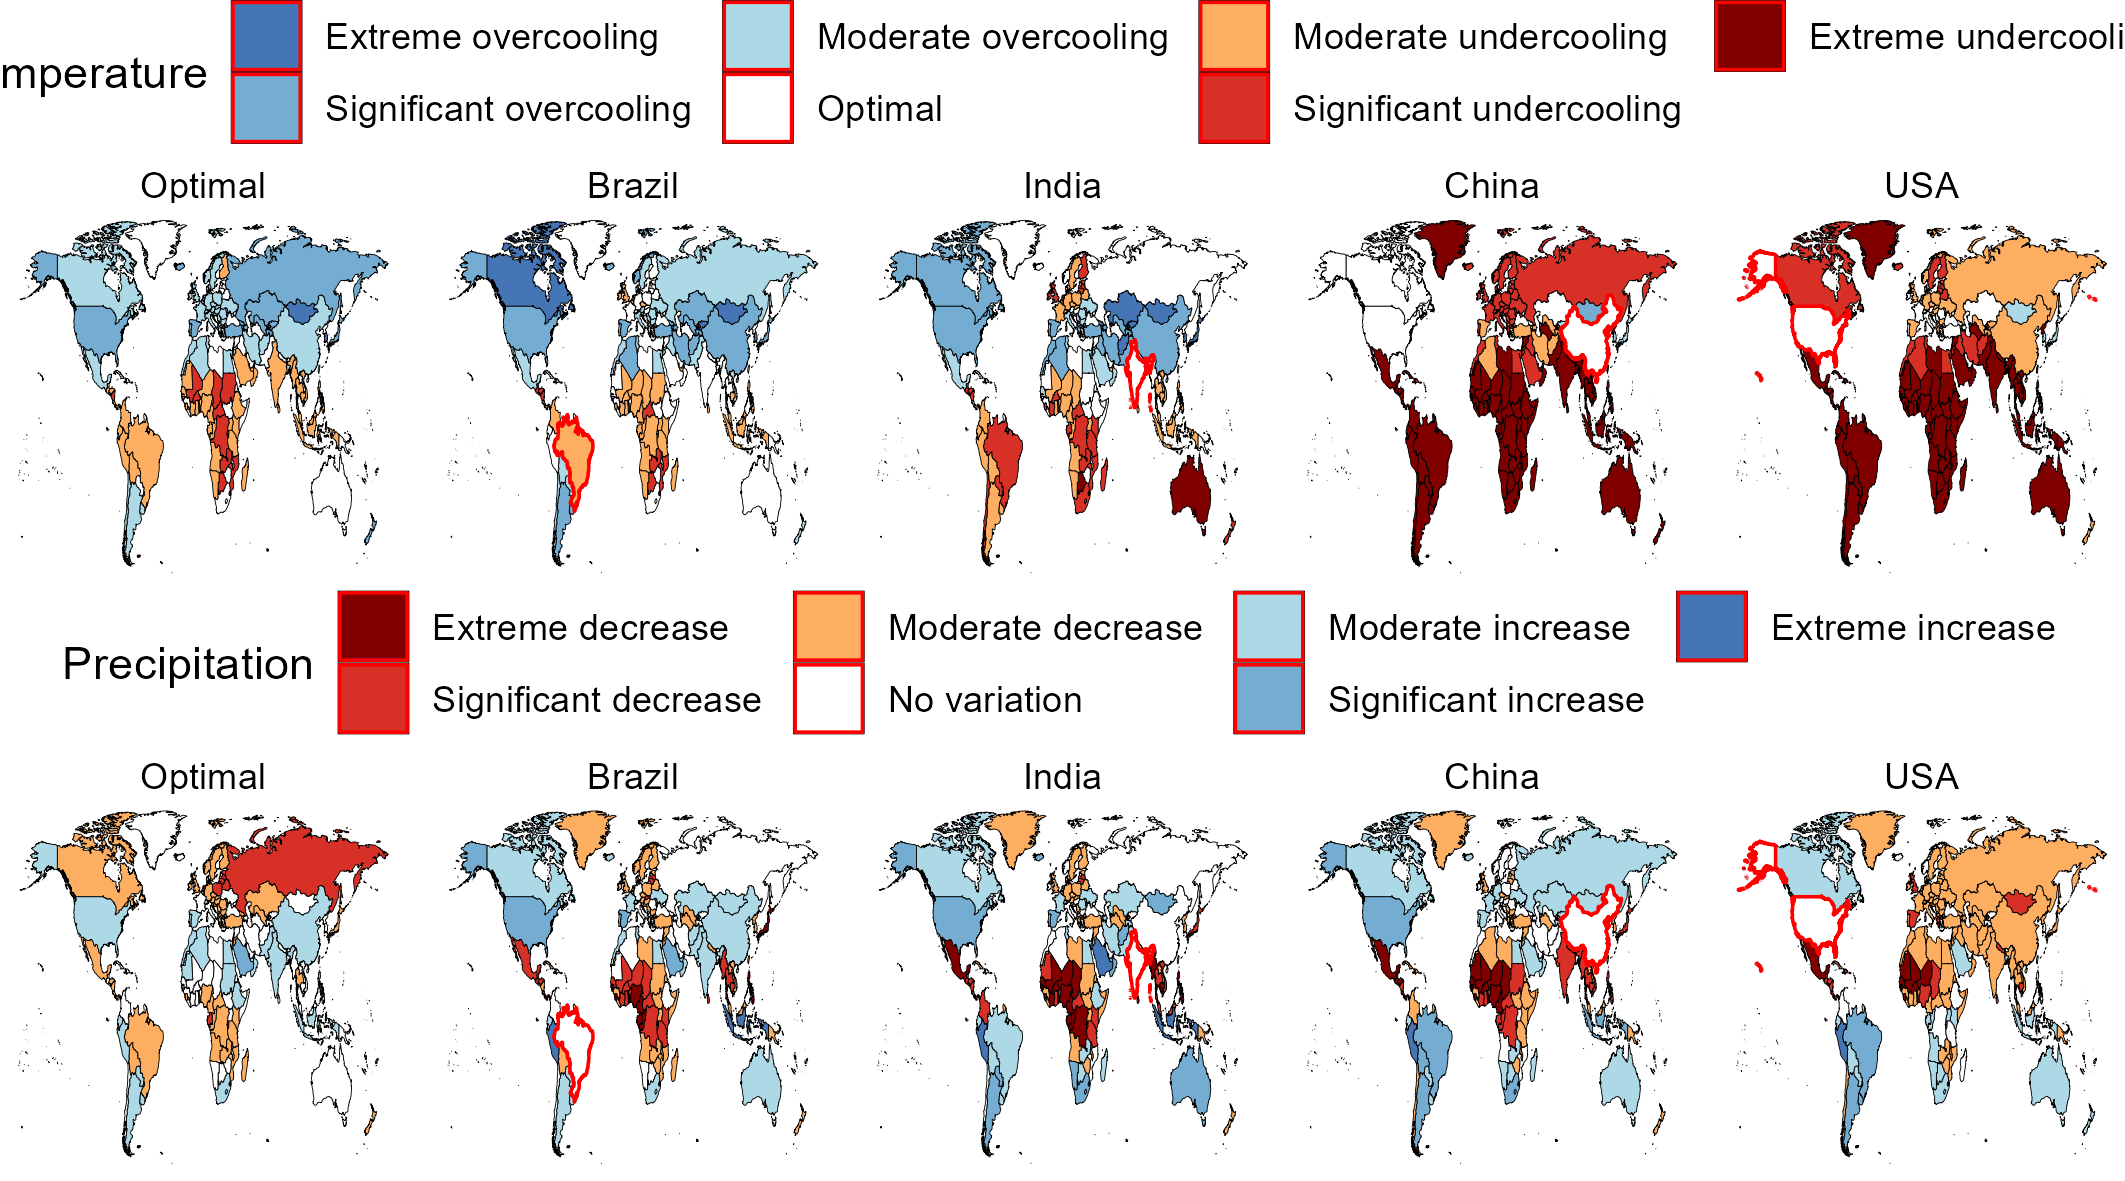 Extreme overcooling Moderate overcooling Moderate undercooling Extreme undercooli
mperature
Significant overcooling Optimal Significant undercooling
Optimal Brazil India China USA
Extreme decrease Moderate decrease Moderate increase Extreme increase
Precipitation
Significant decrease No variation Significant increase
Optimal Brazil India China USA